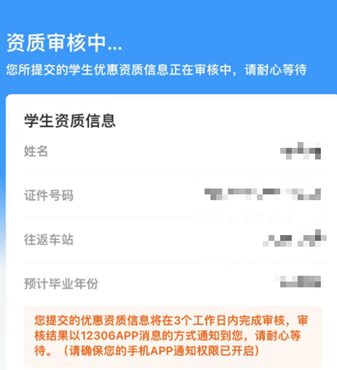 资质审核中...
您所提交的学生优惠资质信息正在审核中，请耐心等待
学生资质信息
姓名
证件号码
往返车站
预计毕业年份
您提交的优惠资质信息将在3个工作日内完成审核，审
核结果以12306APP消息的方式通知到您，请耐心等
待。（请确保您的手机APP通知权限已开启）